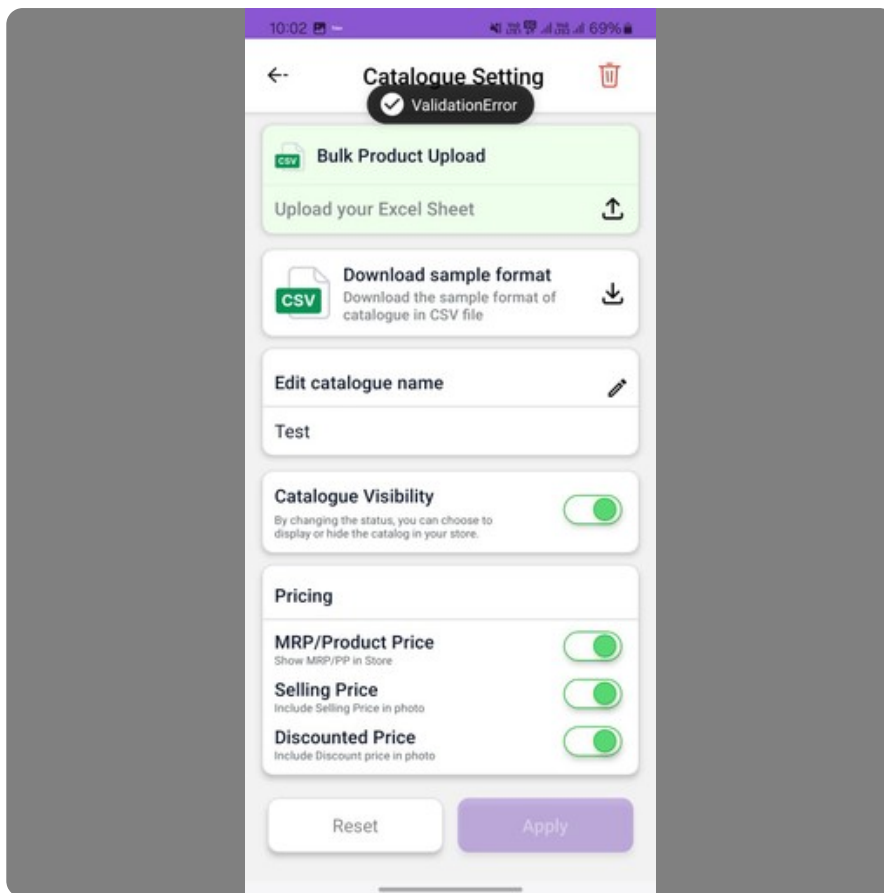 10:02
69%
Catalogue Setting
ValidationError
CSV
Bulk Product Upload
Upload your Excel Sheet
CSV
Download sample format
Download the sample format of
catalogue in CSV file
Edit catalogue name
Test
Catalogue Visibility
By changing the status, you can choose to
display or hide the catalog in your store.
Pricing
MRP/Product Price
Show MRP/PP in Store
Selling Price
Include Selling Price in photo
Discounted Price
Include Discount price in photo
Reset
Apply